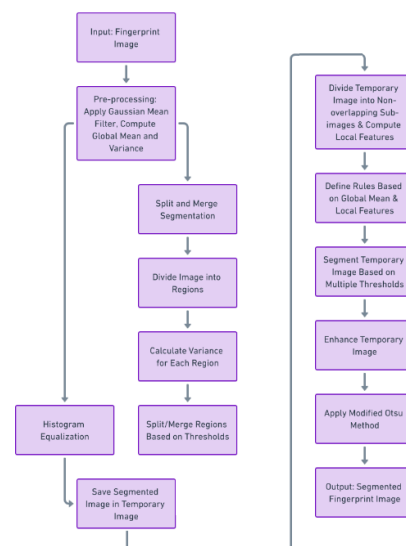 Input: Fingerprint
Image
Pre-processing:
Apply Gaussian Mean
Filter, Compute
Global Mean and
Variance
Split and Merge
Segmentation
Divide Image into
Regions
Calculate Variance
for Each Region
Histogram
Equalization
Split/Merge Regions
Based on Thresholds
Save Segmented
Image in Temporary
Image
Divide Temporary
Image into Non-
overlapping Sub-
images & Compute
Local Features
Define Rules Based
on Global Mean &
Local Features
Segment Temporary
Image Based on
Multiple Thresholds
Enhance Temporary
Image
Apply Modified Otsu
Method
Output: Segmented
Fingerprint Image